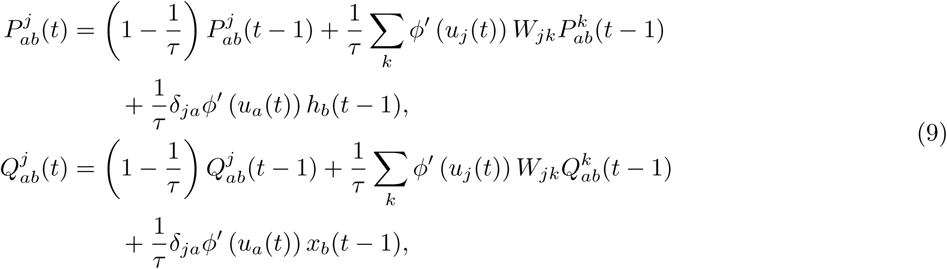 P^j_{ab}(t) = \left(1 - \frac{1}{\tau}\right) P^j_{ab}(t-1) + \frac{1}{\tau} \sum_k \phi' (u_j(t)) W_{jk} P^k_{ab}(t-1)
+ \frac{1}{\tau} \delta_{ja} \phi' (u_a(t)) h_b(t-1),
(9)
Q^j_{ab}(t) = \left(1 - \frac{1}{\tau}\right) Q^j_{ab}(t-1) + \frac{1}{\tau} \sum_k \phi' (u_j(t)) W_{jk} Q^k_{ab}(t-1)
+ \frac{1}{\tau} \delta_{ja} \phi' (u_a(t)) x_b(t-1),